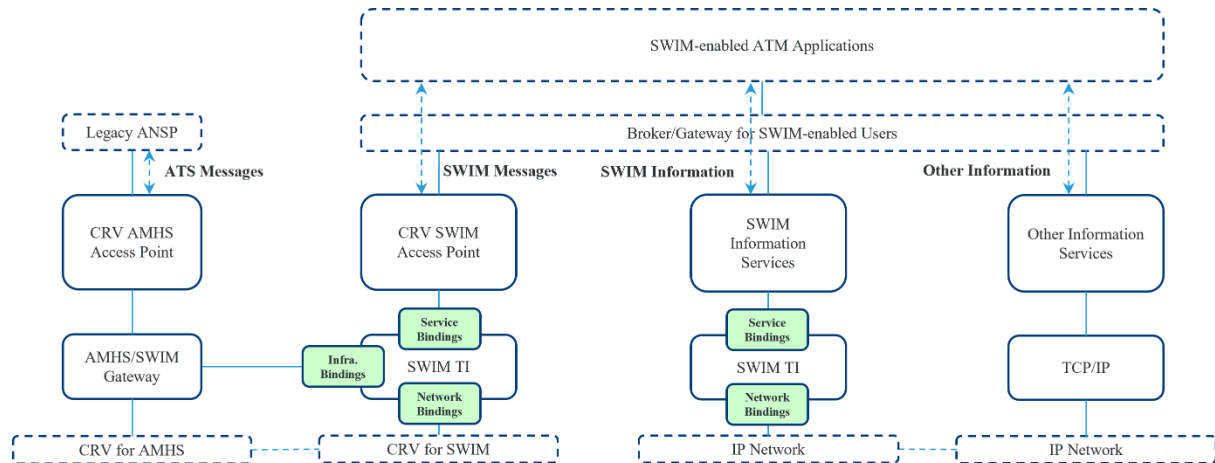 SWIM-enabled ATM Applications
Legacy ANSP
Broker/Gateway for SWIM-enabled Users
ATS Messages
SWIM Messages
SWIM Information
Other Information
CRV AMHS
Access Point
CRV SWIM
Access Point
SWIM
Information
Services
Other Information
Services
Service
Bindings
Service
Bindings
AMHS/SWIM
Gateway
Infra.
Bindings
SWIM TI
SWIM TI
TCP/IP
Network
Bindings
Network
Bindings
CRV for AMHS
CRV for SWIM
IP Network
IP Network